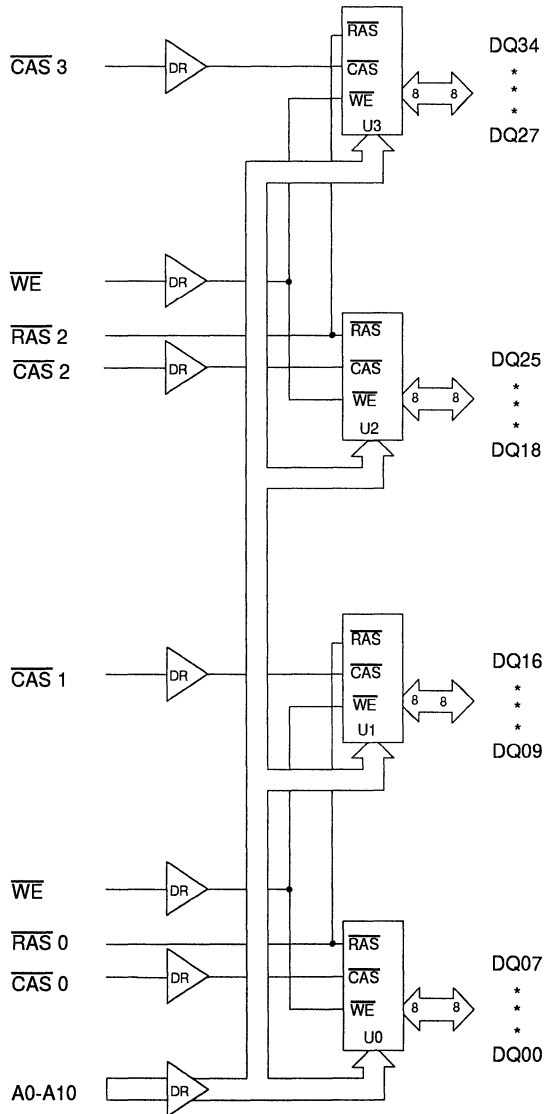 RAS
DQ34
CAS 3 DR CAS *
*
WE 8 8 *
U3 DQ27
WE DR
RAS 2 RAS
CAS 2 DR CAS DQ25
*
WE 8 8 *
U2 *
DQ18
RAS
CAS 1 DR CAS DQ16
*
WE 8 8 *
U1 *
DQ09
WE DR
RAS 0 RAS
CAS 0 DR CAS DQ07
*
WE 8 8 *
U0 *
DQ00
A0-A10 DR